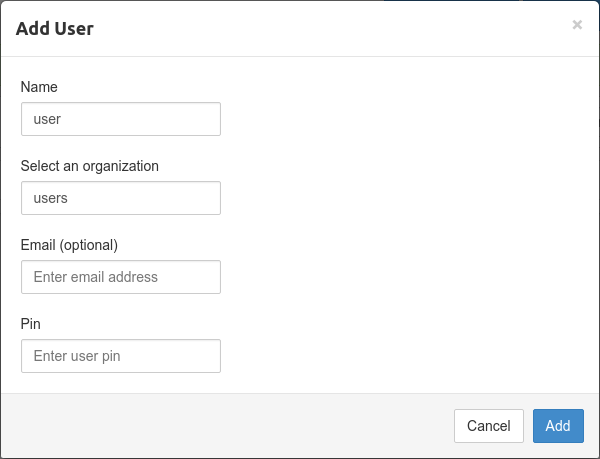 Add User
×
Name
user
Select an organization
users
Email (optional)
Enter email address
Pin
Enter user pin
Cancel Add